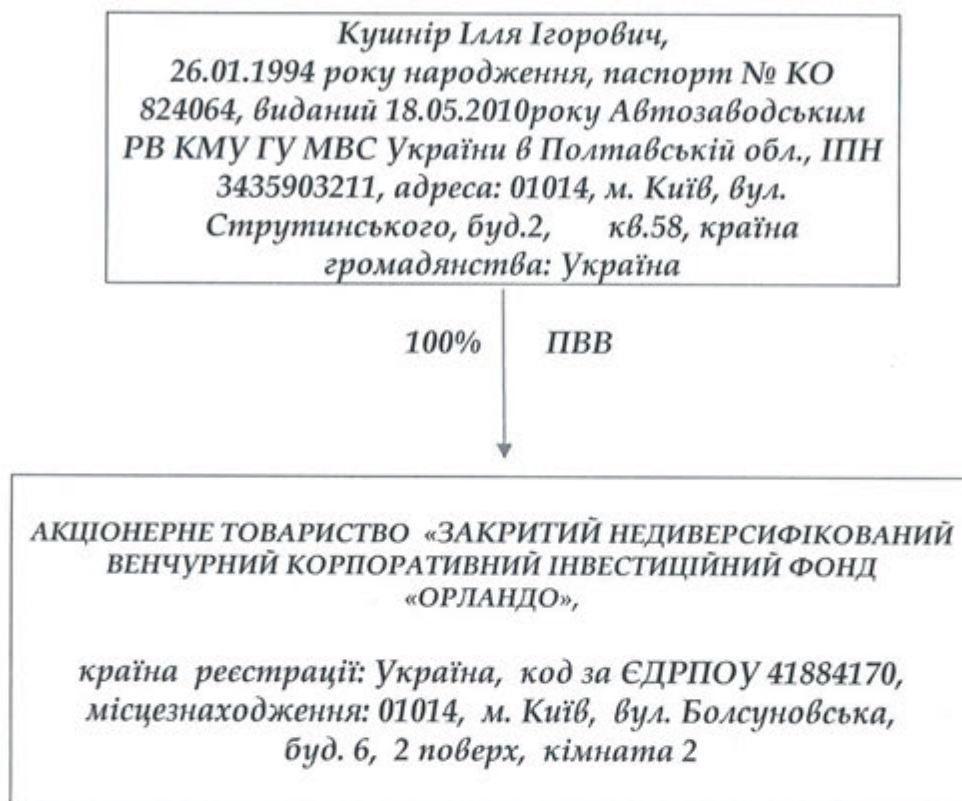 Кушнір Ілля Ігорович,
26.01.1994 року народження, паспорт № КО
824064, виданий 18.05.2010року Автозаводським
РВ КМУ ГУ МВС України в Полтавській обл., ІПН
3435903211, адреса: 01014, м. Київ, вул.
Струтинського, буд.2, кв.58, країна
громадянства: Україна
100% ПВВ
АКЦІОНЕРНЕ ТОВАРИСТВО «ЗАКРИТИЙ НЕДИВЕРСИФІКОВАНИЙ
ВЕНЧУРНИЙ КОРПОРАТИВНИЙ ІНВЕСТИЦІЙНИЙ ФОНД
«ОРЛАНДО»,
країна реєстрації: Україна, код за ЄДРПОУ 41884170,
місцезнаходження: 01014, м. Київ, вул. Болсуновська,
буд. 6, 2 поверх, кімната 2